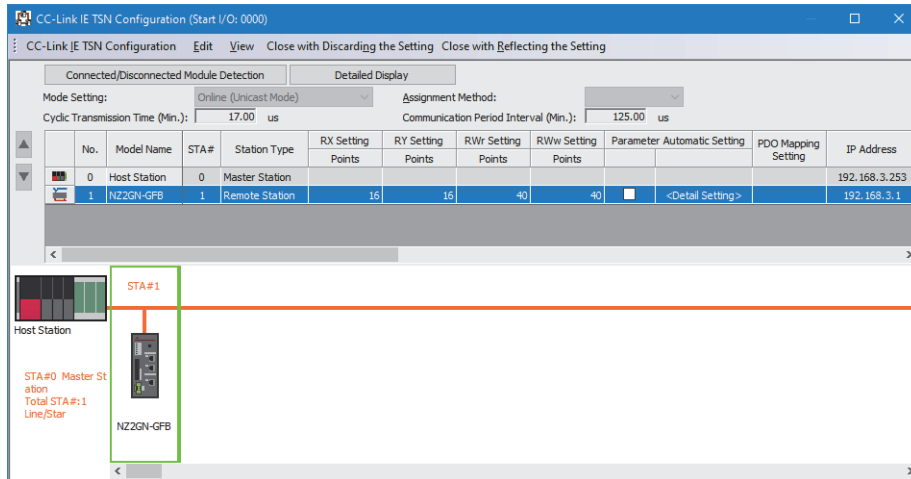 CC-Link IE TSN Configuration (Start I/O: 0000)
CC-Link IE TSN Configuration Edit View Close with Discarding the Setting Close with Reflecting the Setting
Connected/Disconnected Module Detection Detailed Display
Mode Setting: Online (Unicast Mode) Assignment Method:
Cyclic Transmission Time (Min.): 17.00 us Communication Period Interval (Min.): 125.00 us
No. Model Name STA# Station Type RX Setting RY Setting RWr Setting RWw Setting Parameter Automatic Setting PDO Mapping Setting IP Address
Points Points Points Points
0 Host Station 0 Master Station 192.168.3.253
1 NZ2GN-GFB 1 Remote Station 16 16 40 40 <Detail Setting> 192.168.3.1
STA#1
Host Station
STA#0 Master St
ation
Total STA#:1
Line/Star
NZ2GN-GFB